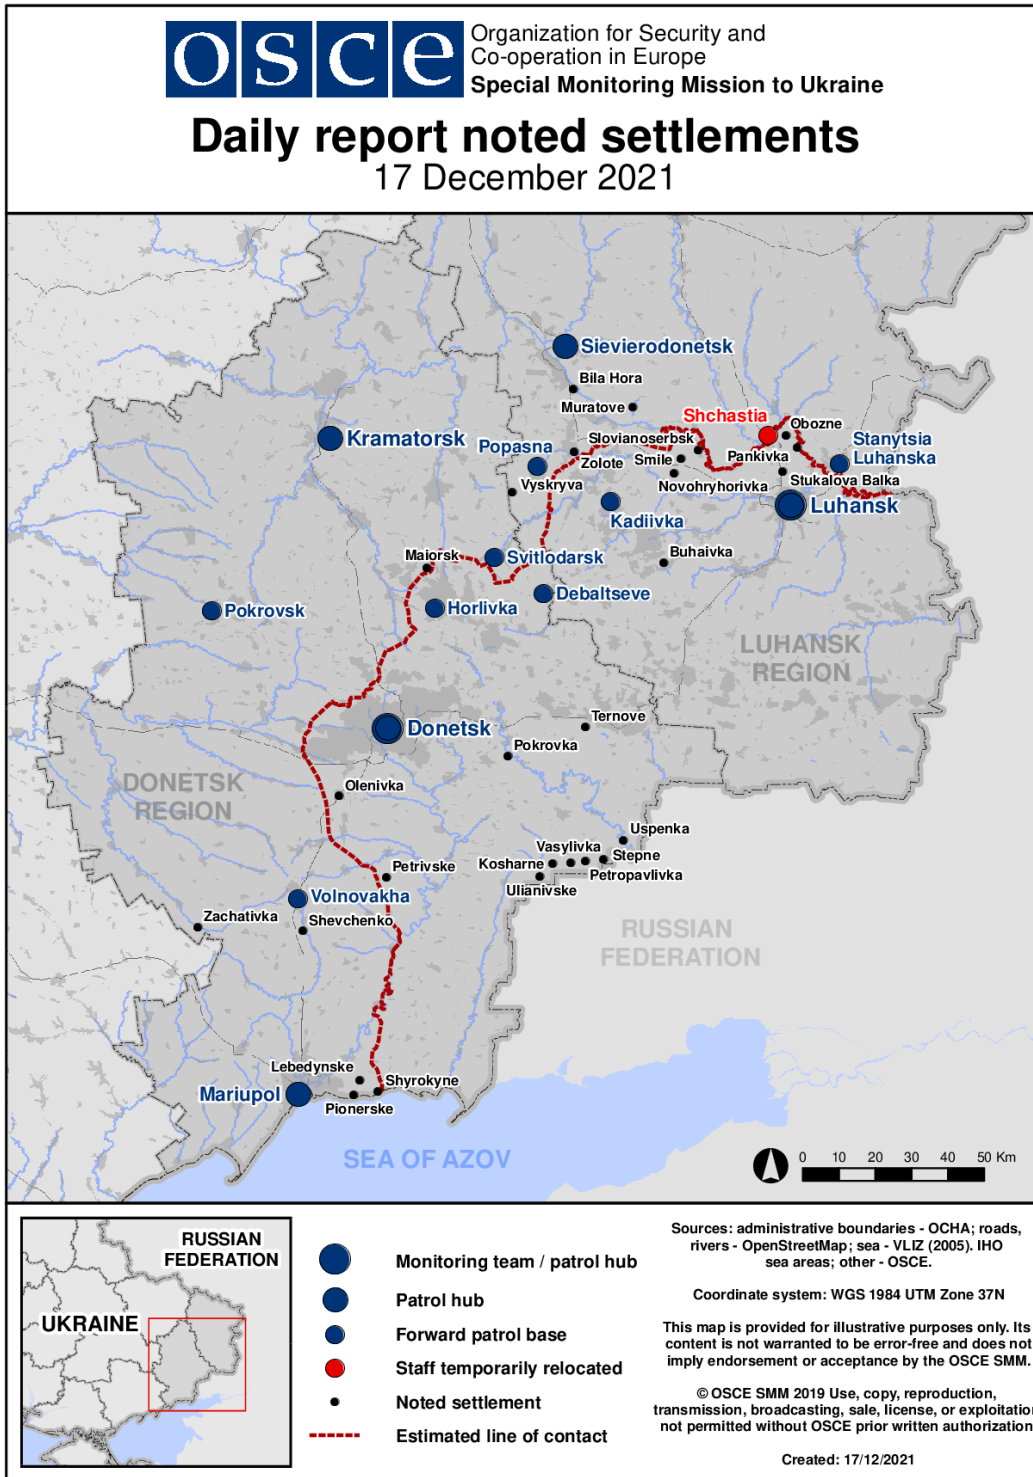 osce
Organization for Security and
Co-operation in Europe
Special Monitoring Mission to Ukraine
Daily report noted settlements
17 December 2021
Sievierodonetsk
Bila Hora
Muratove
Shchastia
Obozne
Kramatorsk
Popasna
Slovianoserbsk
Stanytsia
Luhanska
Zolote
Smile
Pankivka
Vyskryva
Novohryhorivka
Stukalova Balka
Kadiivka
Luhansk
Maiorsk
Svitlodarsk
Buhaivka
Debaltseve
Pokrovsk
Horlivka
LUHANSK
REGION
Ternove
Donetsk
Pokrovka
DONETSK
REGION
Olenivka
Uspenka
Vasylivka
Stepne
Kosharne
Petrivske
Petropavlivka
Ulianivske
Volnovakha
Zachativka
Shevchenko
RUSSIAN
FEDERATION
Lebedynske
Shyrokyne
Mariupol
Pionerske
SEA OF AZOV
0 10 20 30 40 50 Km
RUSSIAN
FEDERATION
UKRAINE
Monitoring team / patrol hub
Patrol hub
Forward patrol base
Staff temporarily relocated
Noted settlement
Estimated line of contact
Sources: administrative boundaries - OCHA; roads,
rivers - OpenStreetMap; sea - VLIZ (2005). IHO
sea areas; other - OSCE.
Coordinate system: WGS 1984 UTM Zone 37N
This map is provided for illustrative purposes only. Its
content is not warranted to be error-free and does not
imply endorsement or acceptance by the OSCE SMM.
© OSCE SMM 2019 Use, copy, reproduction,
transmission, broadcasting, sale, license, or exploitation
not permitted without OSCE prior written authorization
Created: 17/12/2021